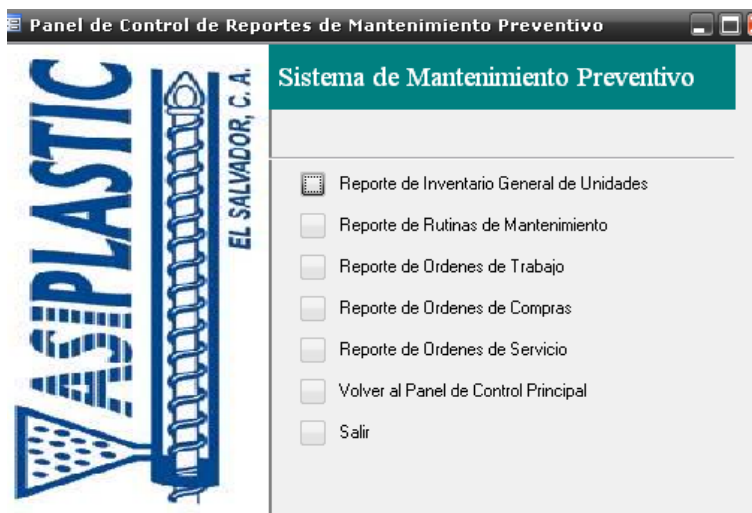 Panel de Control de Reportes de Mantenimiento Preventivo
ASIPLASTIC
EL SALVADOR, C. A.
Sistema de Mantenimiento Preventivo
Reporte de Inventario General de Unidades
Reporte de Rutinas de Mantenimiento
Reporte de Ordenes de Trabajo
Reporte de Ordenes de Compras
Reporte de Ordenes de Servicio
Volver al Panel de Control Principal
Salir